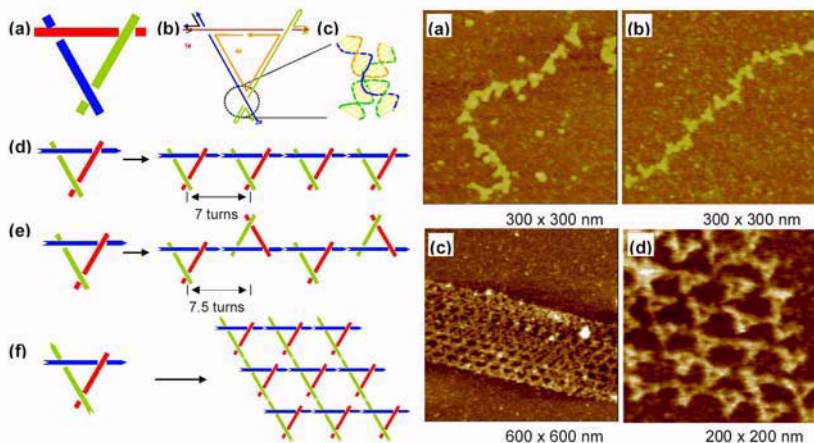 (a)
(b)
(c)
(d)
7 turns
(e)
7.5 turns
(f)
(a)
(b)
300 x 300 nm
300 x 300 nm
(c)
(d)
600 x 600 nm
200 x 200 nm